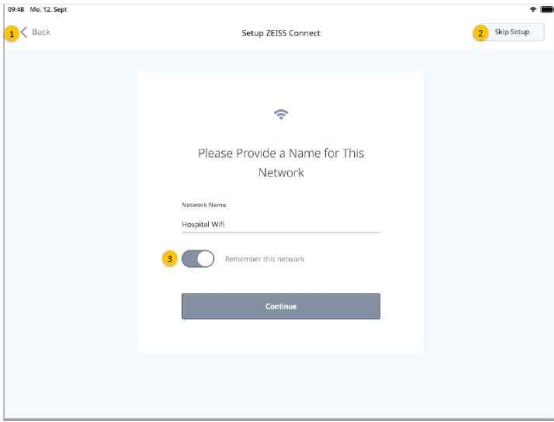 09:48 Mo. 12. Sept
1 Back
Setup ZEISS Connect
2 Skip Setup
Please Provide a Name for This
Network
Network Name
Hospital Wifi
3 Remember this network
Continue